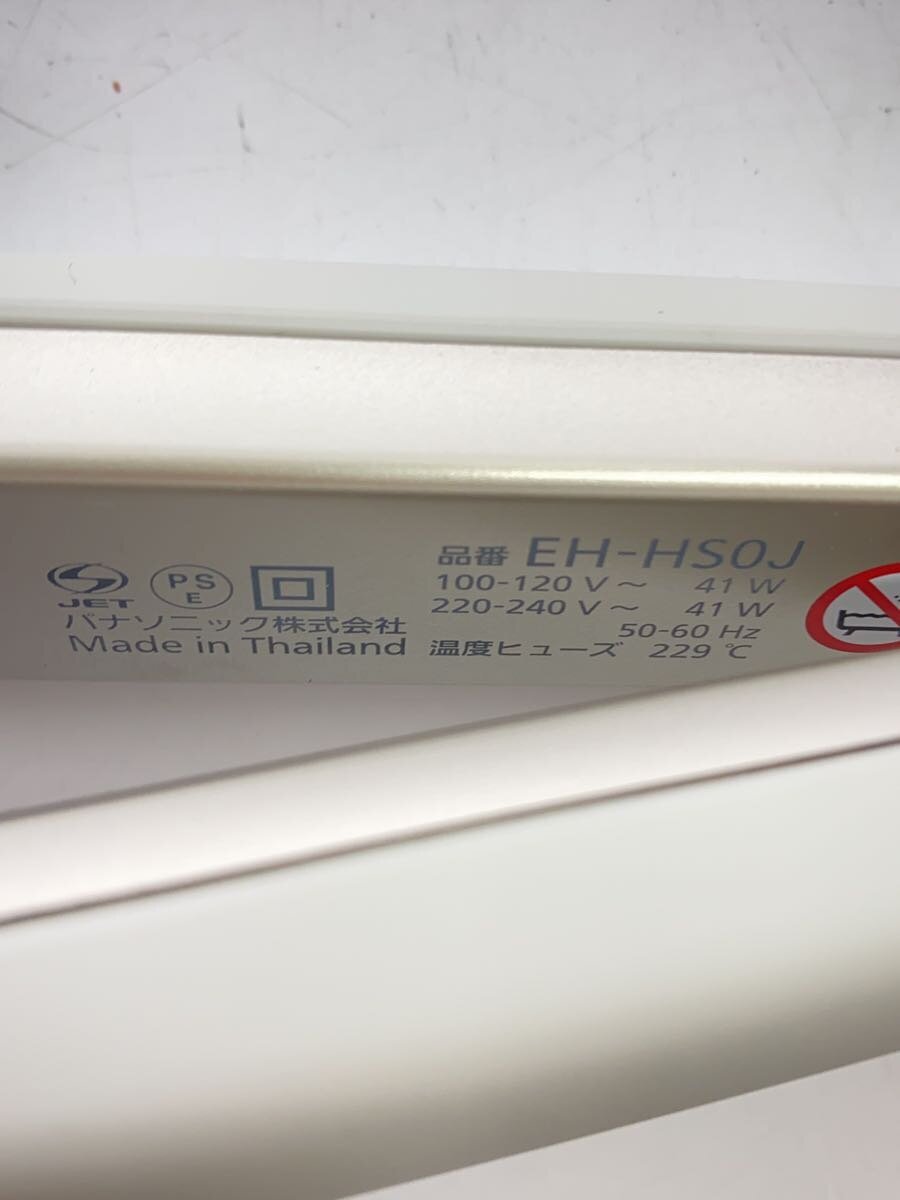 品番 EH-HS0J
100-120 V～ 41 W
220-240 V～ 41 W
50-60 Hz
温度ヒューズ 229 ℃
JET
PS
E
パナソニック株式会社
Made in Thailand